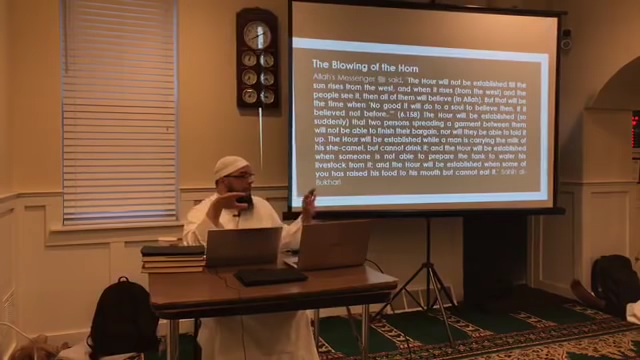 The Blowing of the Horn
Allah's Messenger ﷺ said, "The Hour will not be established till the
sun rises from the west, and when it rises (from the west) and the
people see it, then all of them will believe (in Allah). But that will be
the time when 'No good it will do to a soul to believe then, if it
believed not before..'" (6.158) The Hour will be established (so
suddenly) that two persons spreading a garment between them
will not be able to finish their bargain, nor will they be able to fold it
up. The Hour will be established while a man is carrying the milk of
his she-camel, but cannot drink it; and the Hour will be established
when someone is not able to prepare the tank to water his
livestock from it; and the Hour will be established when some of
you has raised his food to his mouth but cannot eat it." Sahih al-
Bukhari